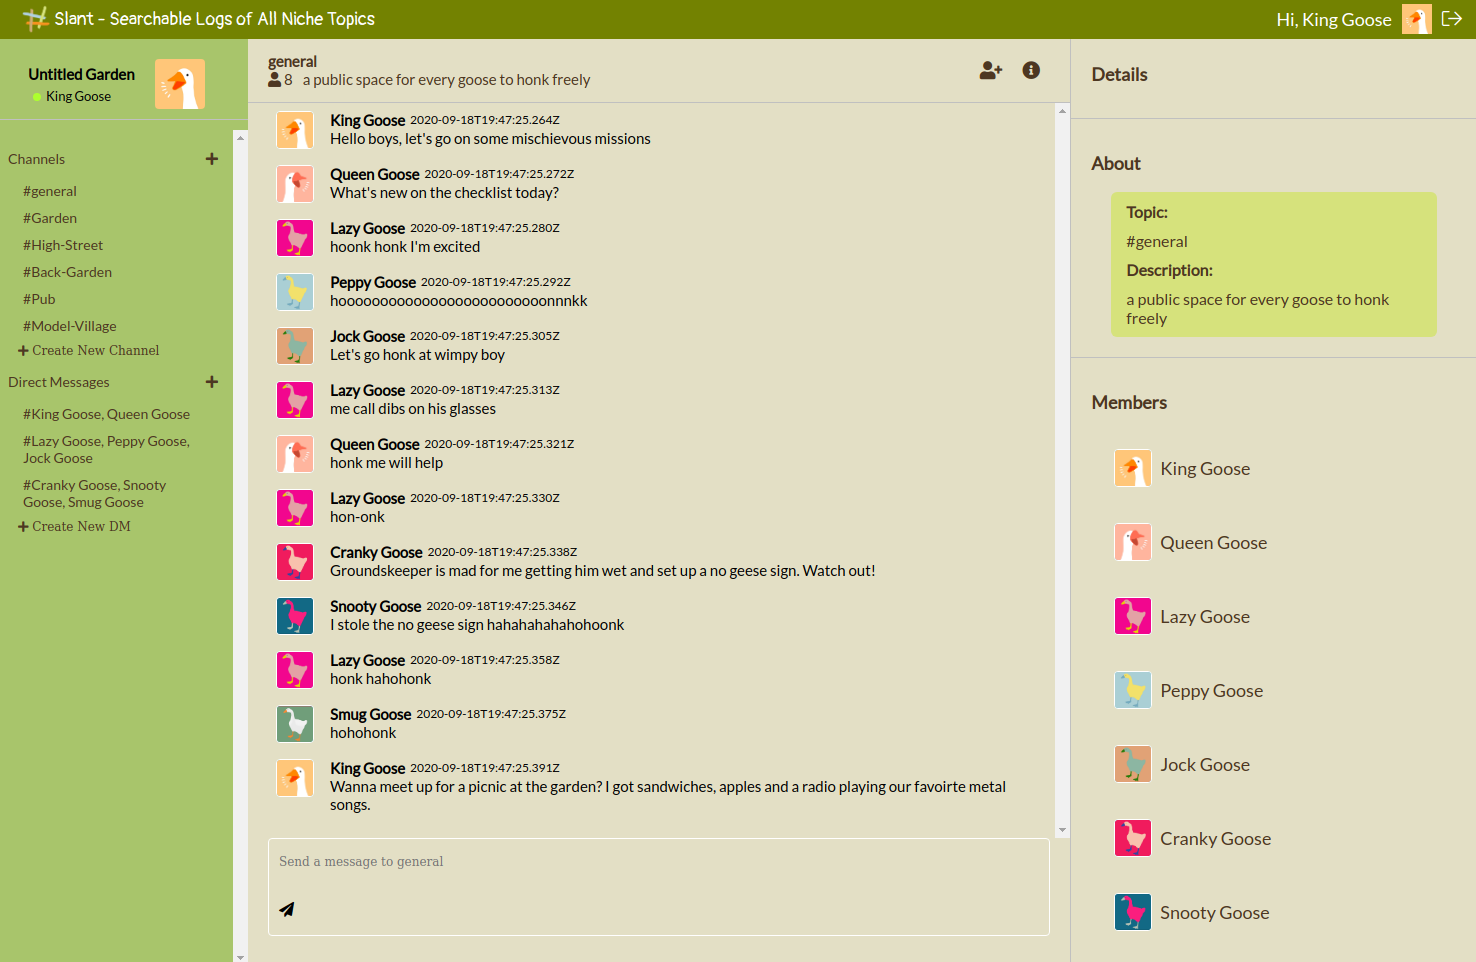 Slant - Searchable Logs of All Niche Topics
Hi, King Goose
Untitled Garden
King Goose
Channels
#general
#Garden
#High-Street
#Back-Garden
#Pub
#Model-Village
Create New Channel
Direct Messages
#King Goose, Queen Goose
#Lazy Goose, Peppy Goose,
Jock Goose
#Cranky Goose, Snooty
Goose, Smug Goose
Create New DM
general
8 a public space for every goose to honk freely
King Goose 2020-09-18T19:47:25.264Z
Hello boys, let's go on some mischievous missions
Queen Goose 2020-09-18T19:47:25.272Z
What's new on the checklist today?
Lazy Goose 2020-09-18T19:47:25.280Z
hoonk honk I'm excited
Peppy Goose 2020-09-18T19:47:25.292Z
hooooooooooooooooooooooooonnnkk
Jock Goose 2020-09-18T19:47:25.305Z
Let's go honk at wimpy boy
Lazy Goose 2020-09-18T19:47:25.313Z
me call dibs on his glasses
Queen Goose 2020-09-18T19:47:25.321Z
honk me will help
Lazy Goose 2020-09-18T19:47:25.330Z
hon-onk
Cranky Goose 2020-09-18T19:47:25.338Z
Groundskeeper is mad for me getting him wet and set up a no geese sign. Watch out!
Snooty Goose 2020-09-18T19:47:25.346Z
I stole the no geese sign hahahahahahohoonk
Lazy Goose 2020-09-18T19:47:25.358Z
honk hahohonk
Smug Goose 2020-09-18T19:47:25.375Z
hohohonk
King Goose 2020-09-18T19:47:25.391Z
Wanna meet up for a picnic at the garden? I got sandwiches, apples and a radio playing our favoirte metal
songs.
Send a message to general
Details
About
Topic:
#general
Description:
a public space for every goose to honk
freely
Members
King Goose
Queen Goose
Lazy Goose
Peppy Goose
Jock Goose
Cranky Goose
Snooty Goose